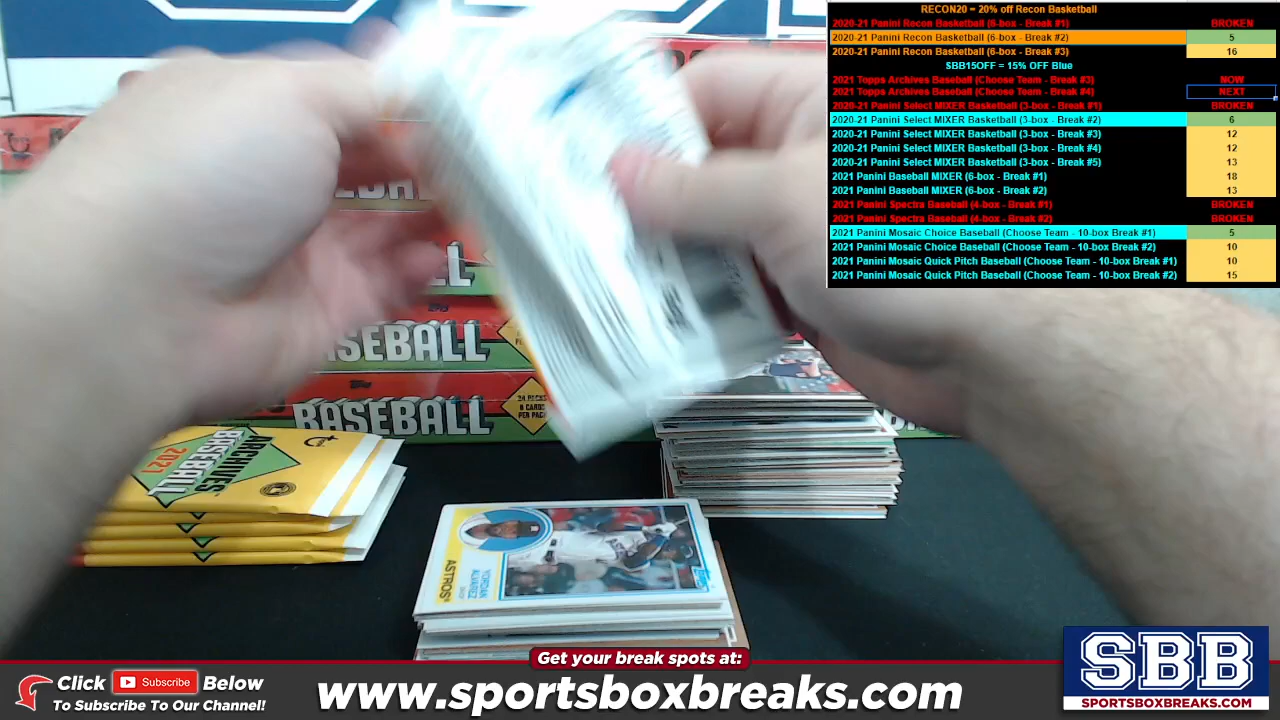 RECON20 = 20% off Recon Basketball
2020-21 Panini Recon Basketball (6-box - Break #1) BROKEN
2020-21 Panini Recon Basketball (6-box - Break #2) 5
2020-21 Panini Recon Basketball (6-box - Break #3) 16
SBB15OFF = 15% OFF Blue
2021 Topps Archives Baseball (Choose Team - Break #3) NOW
2021 Topps Archives Baseball (Choose Team - Break #4) NEXT
2020-21 Panini Select MIXER Basketball (3-box - Break #1) BROKEN
2020-21 Panini Select MIXER Basketball (3-box - Break #2) 6
2020-21 Panini Select MIXER Basketball (3-box - Break #3) 12
2020-21 Panini Select MIXER Basketball (3-box - Break #4) 12
2020-21 Panini Select MIXER Basketball (3-box - Break #5) 13
2021 Panini Baseball MIXER (6-box - Break #1) 18
2021 Panini Baseball MIXER (6-box - Break #2) 13
2021 Panini Spectra Baseball (4-box - Break #1) BROKEN
2021 Panini Spectra Baseball (4-box - Break #2) BROKEN
2021 Panini Mosaic Choice Baseball (Choose Team - 10-box Break #1) 5
2021 Panini Mosaic Choice Baseball (Choose Team - 10-box Break #2) 10
2021 Panini Mosaic Quick Pitch Baseball (Choose Team - 10-box Break #1) 10
2021 Panini Mosaic Quick Pitch Baseball (Choose Team - 10-box Break #2) 15
BASEBALL
Topps
BASEBALL
24 PACKS
8 CARDS
PER PACK
ARCHIVES
BASEBALL
2021
ASTROS
YORDAN
ALVAREZ
Topps
Get your break spots at:
Click Subscribe Below
To Subscribe To Our Channel!
www.sportsboxbreaks.com
SBB
SPORTSBOXBREAKS.COM